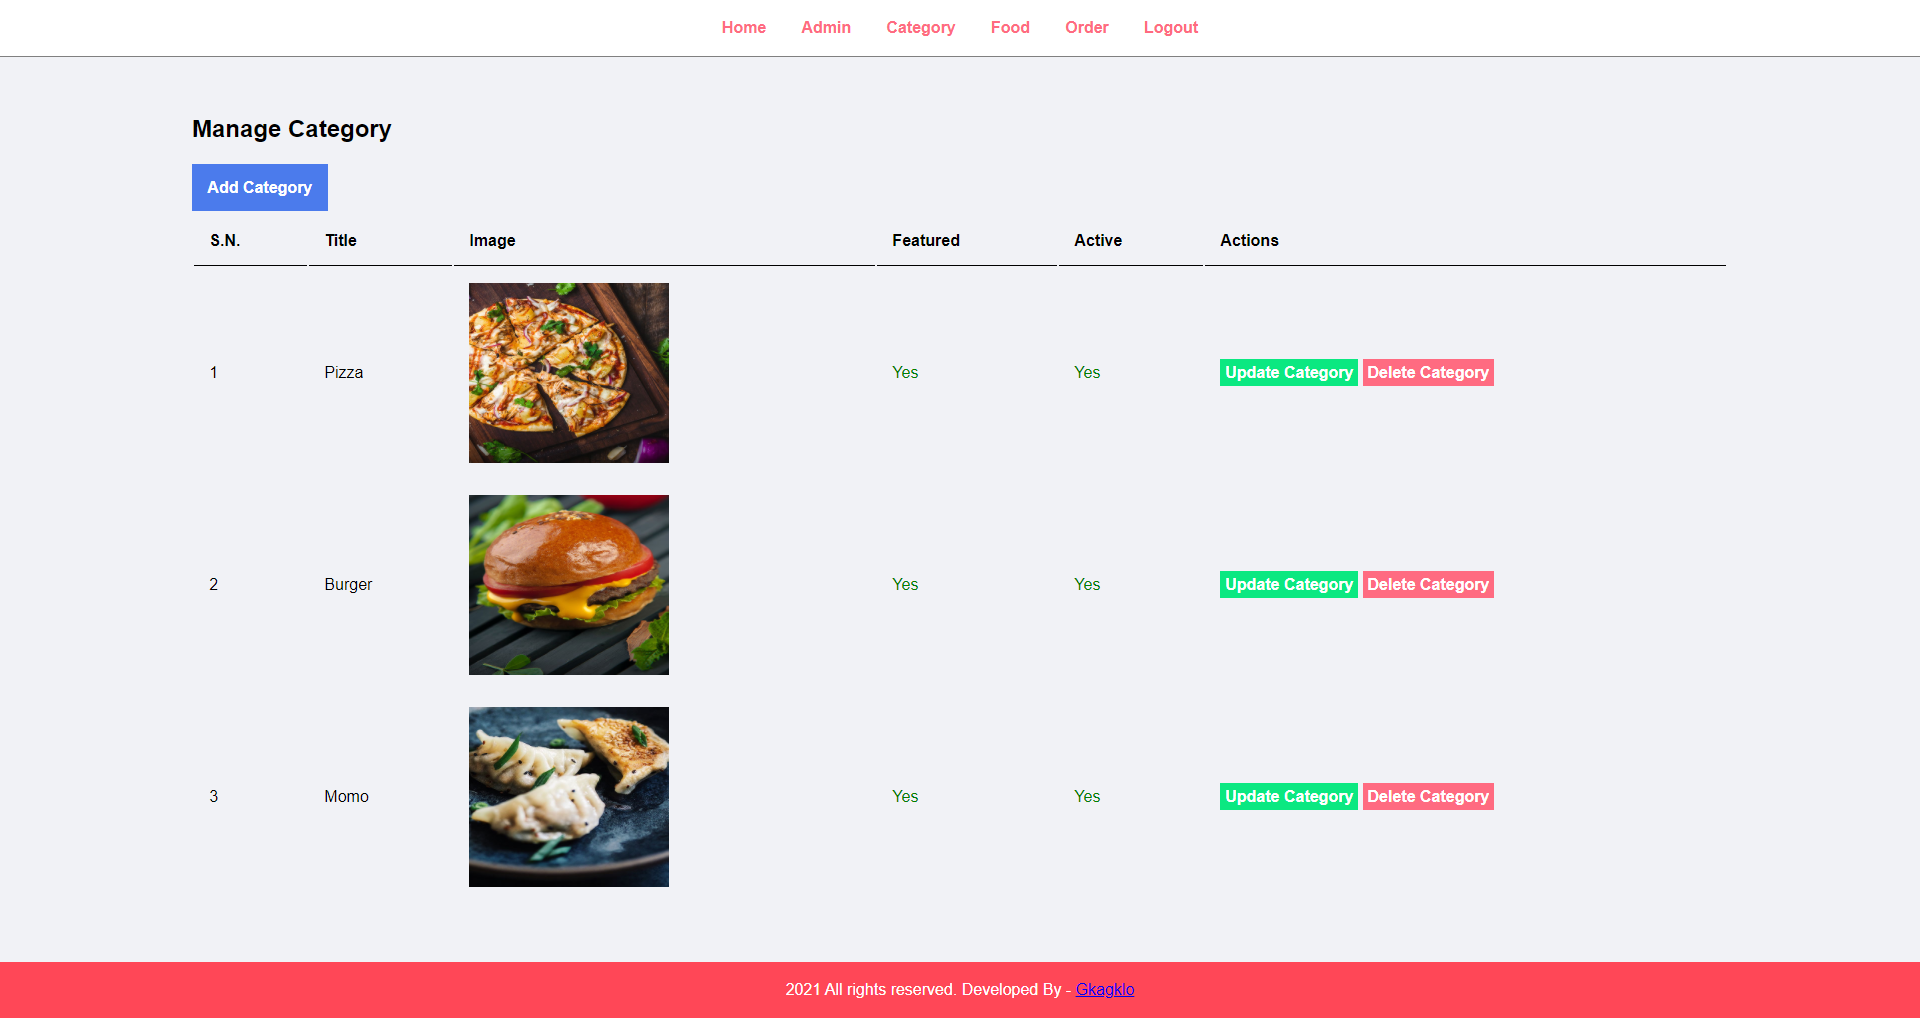 Home Admin Category Food Order Logout
Manage Category
Add Category
S.N. Title Image Featured Active Actions
1 Pizza Yes Yes Update Category Delete Category
2 Burger Yes Yes Update Category Delete Category
3 Momo Yes Yes Update Category Delete Category
2021 All rights reserved. Developed By - Gkagklo